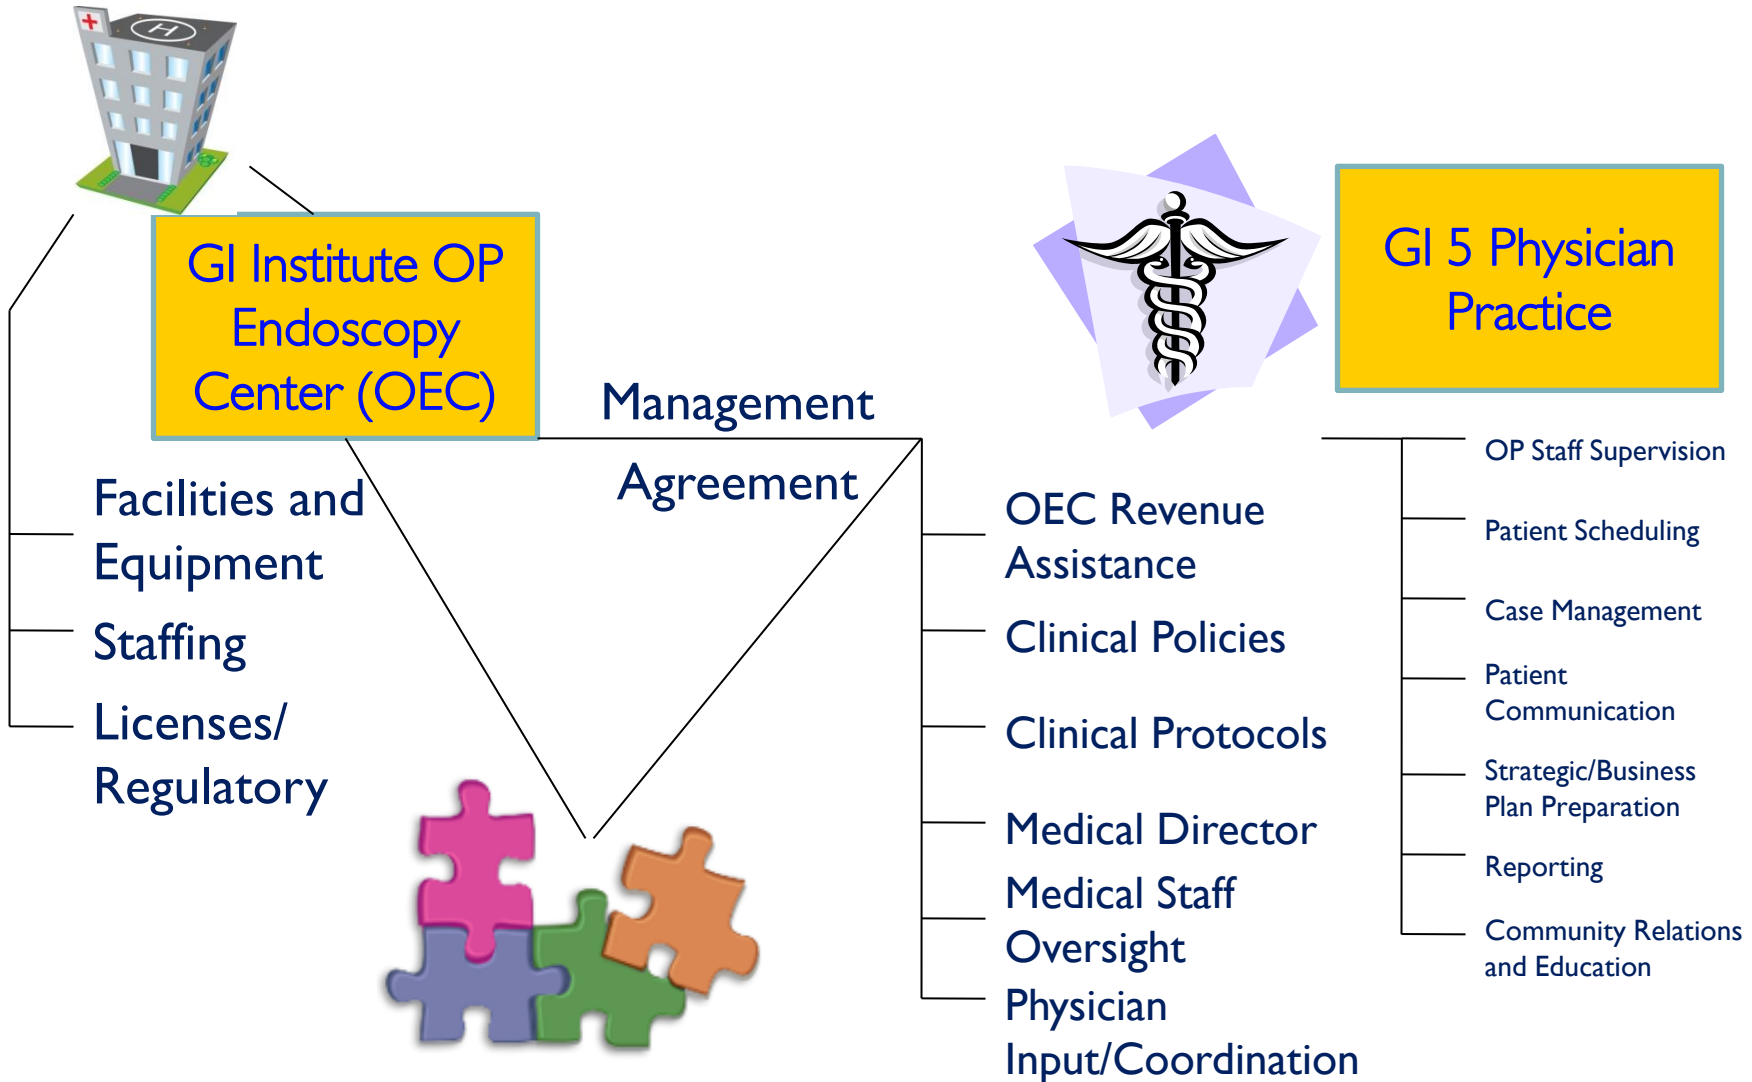 H
GI Institute OP
Endoscopy
Center (OEC)
Facilities and
Equipment
Staffing
Licenses/
Regulatory
Management
Agreement
GI 5 Physician
Practice
OEC Revenue
Assistance
Clinical Policies
Clinical Protocols
Medical Director
Medical Staff
Oversight
Physician
Input/Coordination
OP Staff Supervision
Patient Scheduling
Case Management
Patient
Communication
Strategic/Business
Plan Preparation
Reporting
Community Relations
and Education